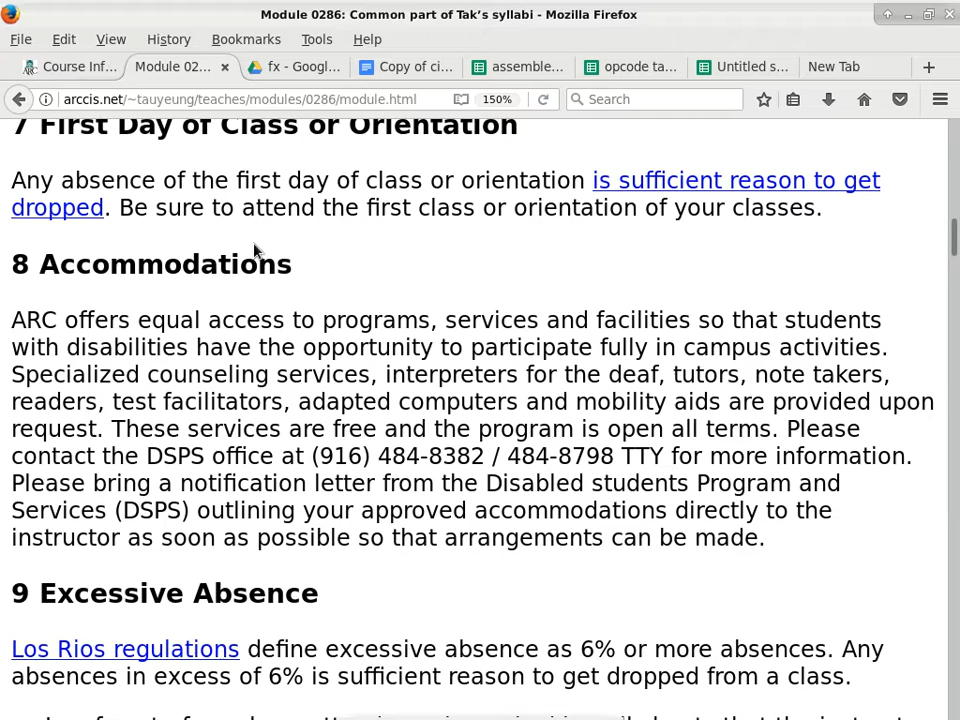 Module 0286: Common part of Tak's syllabi - Mozilla Firefox
File Edit View History Bookmarks Tools Help
Course Inf... Module 02... fx - Googl... Copy of ci... assemble... opcode ta... Untitled s... New Tab
arccis.net/~tauyeung/teaches/modules/0286/module.html 150% Search
7 First Day of Class or Orientation
Any absence of the first day of class or orientation is sufficient reason to get
dropped. Be sure to attend the first class or orientation of your classes.
8 Accommodations
ARC offers equal access to programs, services and facilities so that students
with disabilities have the opportunity to participate fully in campus activities.
Specialized counseling services, interpreters for the deaf, tutors, note takers,
readers, test facilitators, adapted computers and mobility aids are provided upon
request. These services are free and the program is open all terms. Please
contact the DSPS office at (916) 484-8382 / 484-8798 TTY for more information.
Please bring a notification letter from the Disabled students Program and
Services (DSPS) outlining your approved accommodations directly to the
instructor as soon as possible so that arrangements can be made.
9 Excessive Absence
Los Rios regulations define excessive absence as 6% or more absences. Any
absences in excess of 6% is sufficient reason to get dropped from a class.